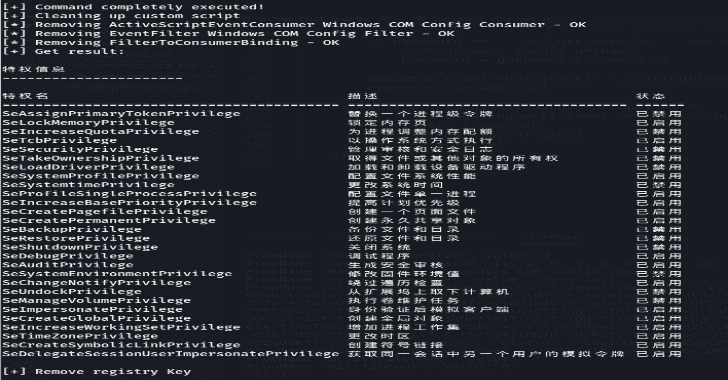 [+] Command completely executed!
[+] Cleaning up custom script
[*] Removing ActiveScriptEventConsumer Windows COM Config Consumer - OK
[*] Removing EventFilter Windows COM Config Filter - OK
[*] Removing FilterToConsumerBinding - OK
[+] Get result:
特权信息
----------------------
特权名 描述 状态
========================================= ================================== ======
SeAssignPrimaryTokenPrivilege 替换一个进程级令牌 已禁用
SeLockMemoryPrivilege 锁定内存页 已启用
SeIncreaseQuotaPrivilege 为进程调整内存配额 已禁用
SeTcbPrivilege 以操作系统方式执行 已启用
SeSecurityPrivilege 管理审核和安全日志 已禁用
SeTakeOwnershipPrivilege 取得文件或其他对象的所有权 已禁用
SeLoadDriverPrivilege 加载和卸载设备驱动程序 已禁用
SeSystemProfilePrivilege 配置文件系统性能 已启用
SeSystemtimePrivilege 更改系统时间 已禁用
SeProfileSingleProcessPrivilege 配置文件单一进程 已启用
SeIncreaseBasePriorityPrivilege 提高计划优先级 已启用
SeCreatePagefilePrivilege 创建一个页面文件 已启用
SeCreatePermanentPrivilege 创建永久共享对象 已启用
SeBackupPrivilege 备份文件和目录 已禁用
SeRestorePrivilege 还原文件和目录 已禁用
SeShutdownPrivilege 关闭系统 已禁用
SeDebugPrivilege 调试程序 已启用
SeAuditPrivilege 生成安全审核 已启用
SeSystemEnvironmentPrivilege 修改固件环境值 已禁用
SeChangeNotifyPrivilege 绕过遍历检查 已启用
SeUndockPrivilege 从扩展坞上取下计算机 已禁用
SeManageVolumePrivilege 执行卷维护任务 已禁用
SeImpersonatePrivilege 身份验证后模拟客户端 已启用
SeCreateGlobalPrivilege 创建全局对象 已启用
SeIncreaseWorkingSetPrivilege 增加进程工作集 已启用
SeTimeZonePrivilege 更改时区 已启用
SeCreateSymbolicLinkPrivilege 创建符号链接 已启用
SeDelegateSessionUserImpersonatePrivilege 获取同一会话中另一个用户的模拟令牌 已启用
[+] Remove registry Key